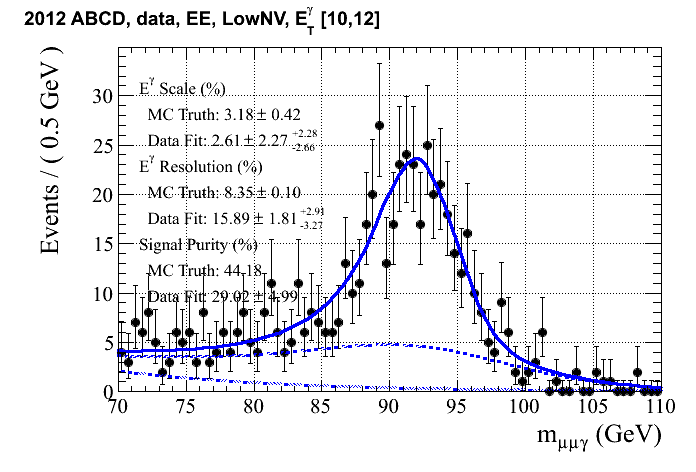 2012 ABCD, data, EE, LowNV, E_T^γ [10,12]
Events / ( 0.5 GeV )
E^γ Scale (%)
MC Truth: 3.18 ± 0.42
Data Fit: 2.61 ± 2.27 +2.28 -2.66
E^γ Resolution (%)
MC Truth: 8.35 ± 0.10
Data Fit: 15.89 ± 1.81 +2.91 -3.27
Signal Purity (%)
MC Truth: 44.18
Data Fit: 29.02 ± 4.99
30
25
20
15
10
5
0
70 75 80 85 90 95 100 105 110
m_μμγ (GeV)